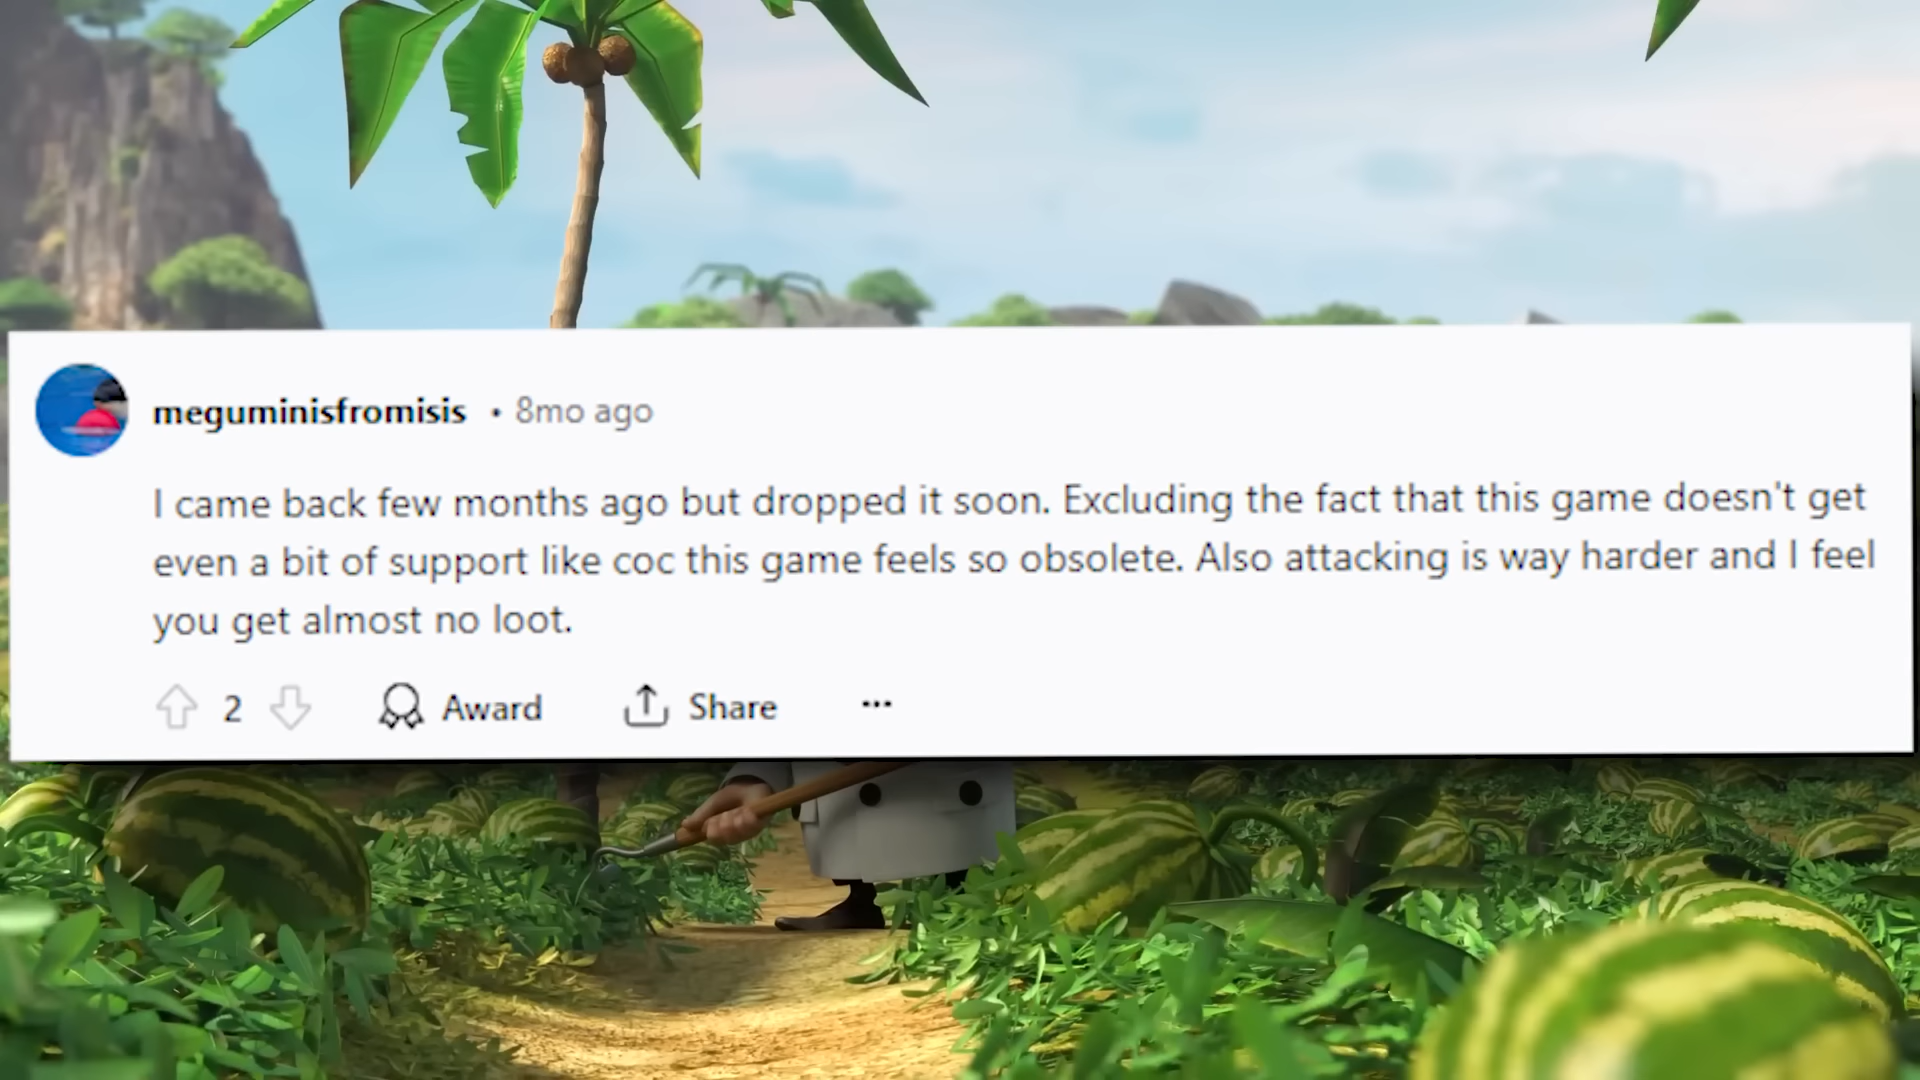 meguminisfromisis • 8mo ago
I came back few months ago but dropped it soon. Excluding the fact that this game doesn't get
even a bit of support like coc this game feels so obsolete. Also attacking is way harder and I feel
you get almost no loot.
2 Award Share ...